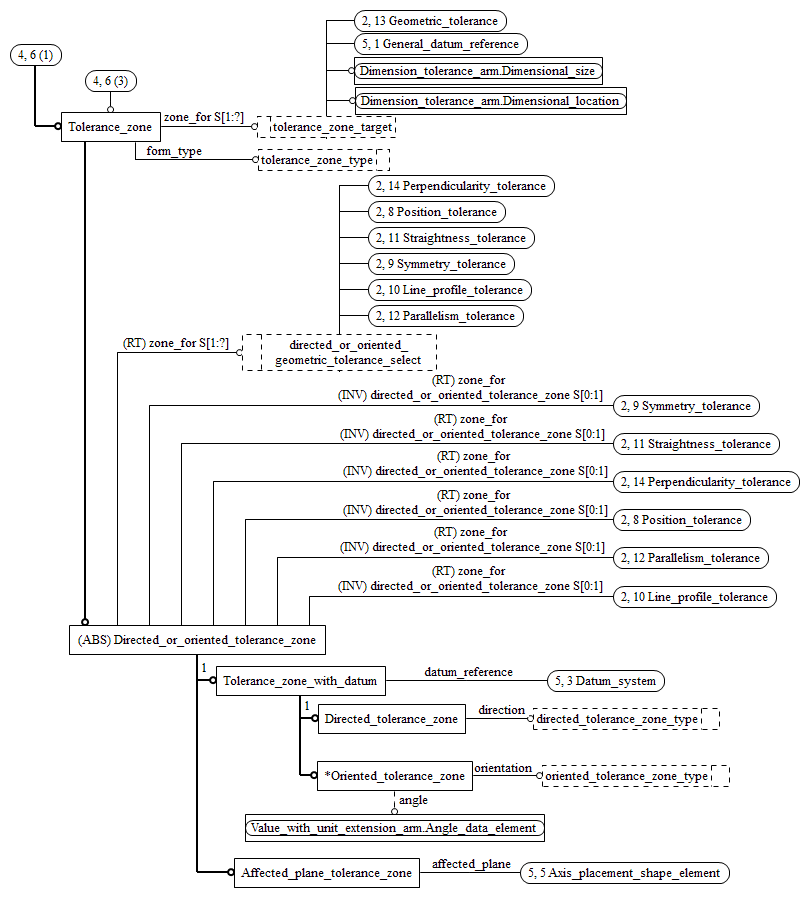 2, 13 Geometric_tolerance
5, 1 General_datum_reference
4, 6 (1)
Dimension_tolerance_arm.Dimensional_size
4, 6 (3)
Dimension_tolerance_arm.Dimensional_location
zone_for S[1:?]
Tolerance_zone
tolerance_zone_target
form_type
tolerance_zone_type
2, 14 Perpendicularity_tolerance
2, 8 Position_tolerance
2, 11 Straightness_tolerance
2, 9 Symmetry_tolerance
2, 10 Line_profile_tolerance
2, 12 Parallelism_tolerance
(RT) zone_for S[1:?]
directed_or_oriented_
geometric_tolerance_select
(RT) zone_for
(INV) directed_or_oriented_tolerance_zone S[0:1]
2, 9 Symmetry_tolerance
(RT) zone_for
(INV) directed_or_oriented_tolerance_zone S[0:1]
2, 11 Straightness_tolerance
(RT) zone_for
(INV) directed_or_oriented_tolerance_zone S[0:1]
2, 14 Perpendicularity_tolerance
(RT) zone_for
(INV) directed_or_oriented_tolerance_zone S[0:1]
2, 8 Position_tolerance
(RT) zone_for
(INV) directed_or_oriented_tolerance_zone S[0:1]
2, 12 Parallelism_tolerance
(RT) zone_for
(INV) directed_or_oriented_tolerance_zone S[0:1]
2, 10 Line_profile_tolerance
(ABS) Directed_or_oriented_tolerance_zone
1
Tolerance_zone_with_datum
datum_reference
5, 3 Datum_system
1
Directed_tolerance_zone
direction
directed_tolerance_zone_type
*Oriented_tolerance_zone
orientation
oriented_tolerance_zone_type
angle
Value_with_unit_extension_arm.Angle_data_element
Affected_plane_tolerance_zone
affected_plane
5, 5 Axis_placement_shape_element